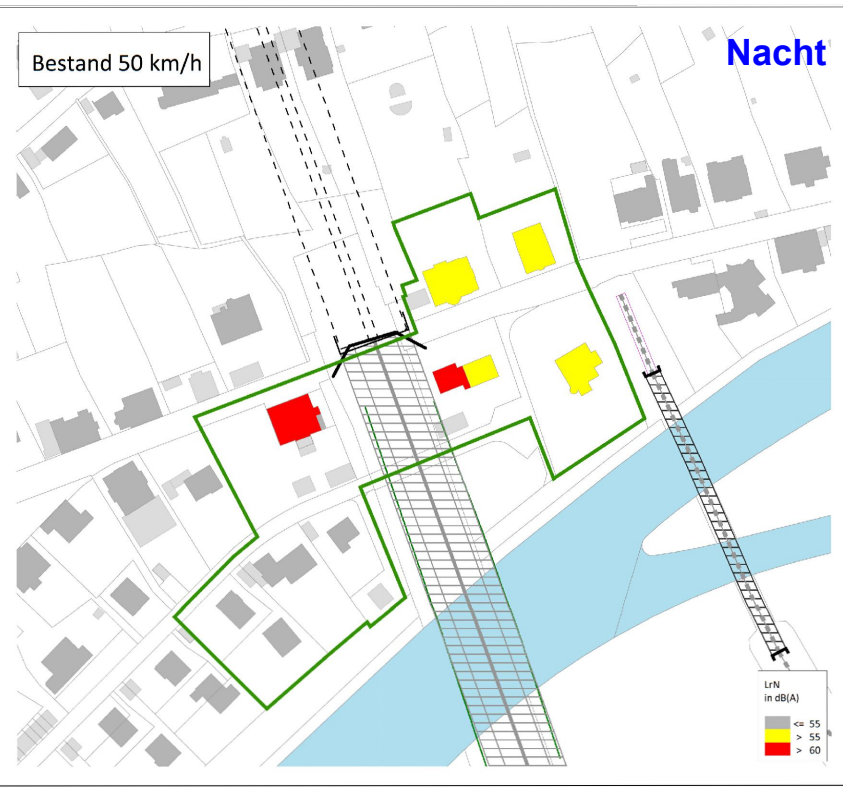 Bestand 50 km/h
Nacht
LrN
in dB(A)
<= 55
> 55
> 60